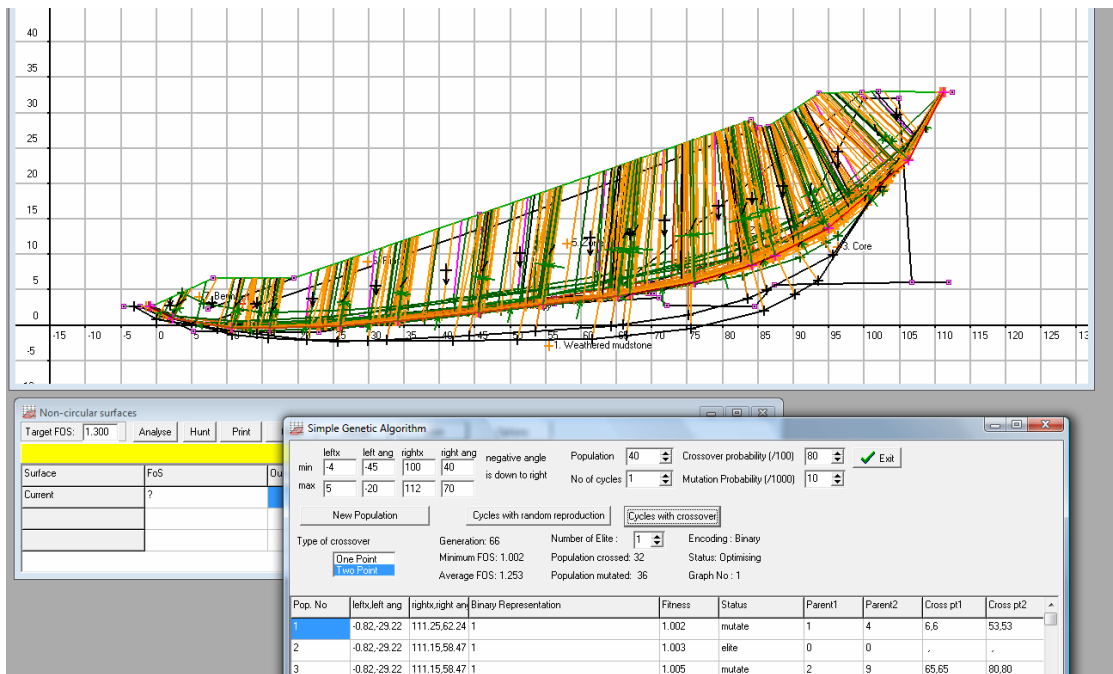 40
35
30
25
20
15
10
5
0
-15 -10 -5 0 5 10 15 20 25 30 35 40 45 50 55 60 65 70 75 80 85 90 95 100 105 110 115 120 125
-5
3. Core
1. Weathered mudstone
Non-circular surfaces
Target FOS: 1.300 Analyse Hunt Print
Surface FoS
Current ?
Simple Genetic Algorithm
leftx left ang rightx right ang
min -4 -45 100 40
max 5 -20 112 70
negative angle
is down to right
Population 40 Crossover probability (/100) 80 Exit
No of cycles 1 Mutation Probability (/1000) 10
New Population Cycles with random reproduction Cycles with crossover
Type of crossover
One Point
Two Point
Generation: 66 Number of Elite : 1 Encoding : Binary
Minimum FOS: 1.002 Population crossed: 32 Status: Optimising
Average FOS: 1.253 Population mutated: 36 Graph No : 1
Pop. No leftx,left ang rightx,right ang Binary Representation Fitness Status Parent1 Parent2 Cross pt1 Cross pt2
1 -0.82,-29.22 111.25,62.24 1 1.002 mutate 1 4 6,6 53,53
2 -0.82,-29.22 111.15,58.47 1 1.003 elite 0 0 , ,
3 -0.82,-29.22 111.15,58.47 1 1.005 mutate 2 9 65,65 80,80